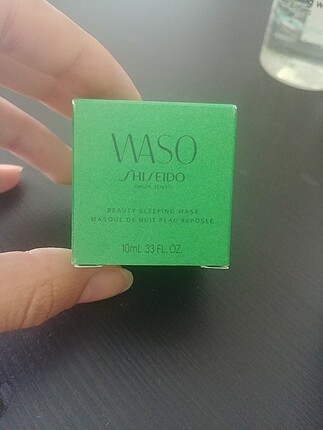 WASO
SHISEIDO
GINZA TOKYO
BEAUTY SLEEPING MASK
MASQUE DE NUIT PEAU REPOSÉE
10mL .33 FL. OZ.